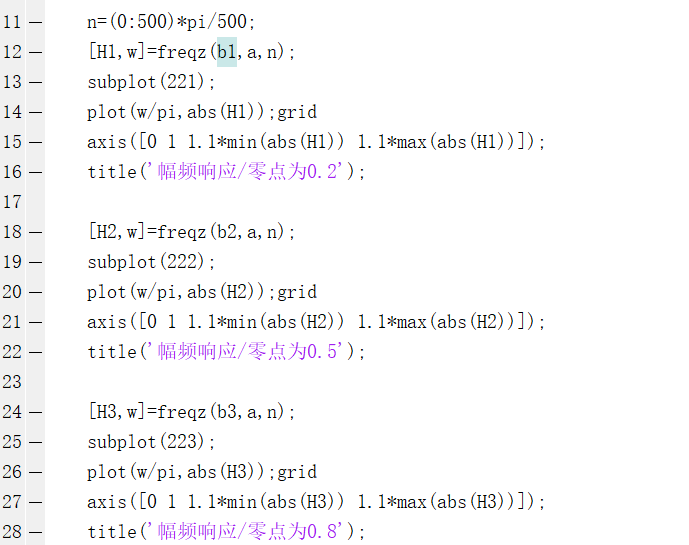 11 — n=(0:500)*pi/500;
12 — [H1,w]=freqz(b1,a,n);
13 — subplot(221);
14 — plot(w/pi,abs(H1));grid
15 — axis([0 1 1.1*min(abs(H1)) 1.1*max(abs(H1))]);
16 — title('幅频响应/零点为0.2');
17
18 — [H2,w]=freqz(b2,a,n);
19 — subplot(222);
20 — plot(w/pi,abs(H2));grid
21 — axis([0 1 1.1*min(abs(H2)) 1.1*max(abs(H2))]);
22 — title('幅频响应/零点为0.5');
23
24 — [H3,w]=freqz(b3,a,n);
25 — subplot(223);
26 — plot(w/pi,abs(H3));grid
27 — axis([0 1 1.1*min(abs(H3)) 1.1*max(abs(H3))]);
28 — title('幅频响应/零点为0.8');